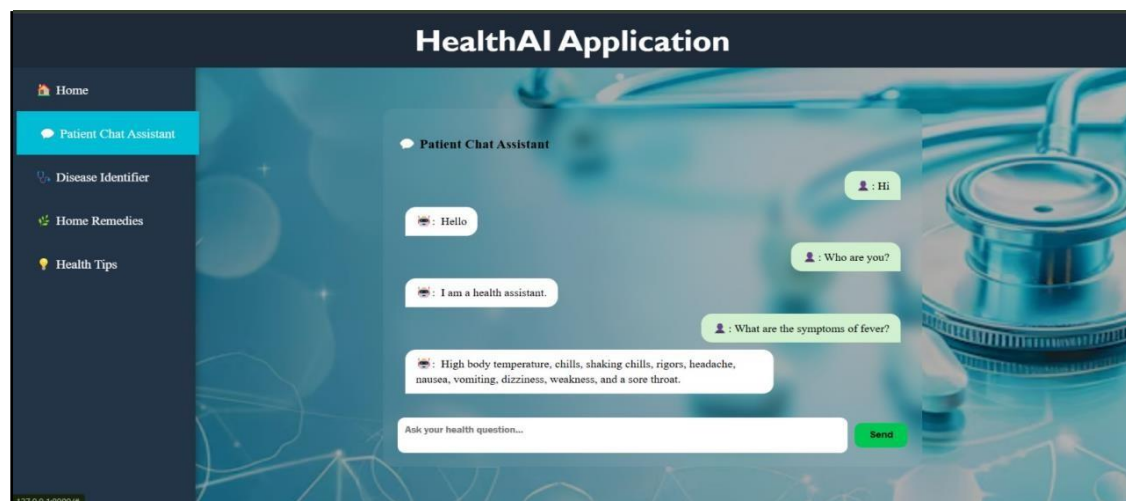 HealthAI Application
Home
Patient Chat Assistant
Disease Identifier
Home Remedies
Health Tips
Patient Chat Assistant
: Hi
: Hello
: Who are you?
: I am a health assistant.
: What are the symptoms of fever?
: High body temperature, chills, shaking chills, rigors, headache,
nausea, vomiting, dizziness, weakness, and a sore throat.
Ask your health question...
Send